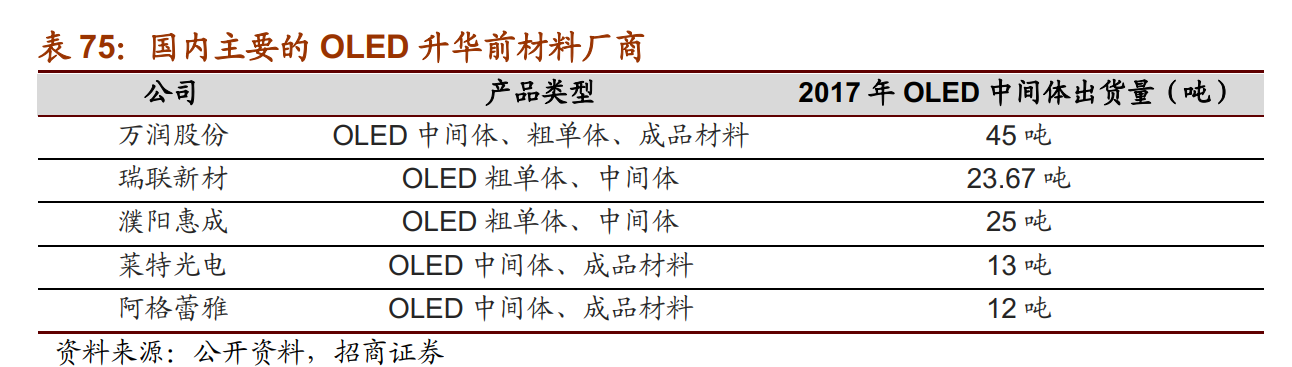 表 75：国内主要的 OLED 升华前材料厂商
公司 产品类型 2017 年 OLED 中间体出货量（吨）
万润股份 OLED 中间体、粗单体、成品材料 45 吨
瑞联新材 OLED 粗单体、中间体 23.67 吨
濮阳惠成 OLED 粗单体、中间体 25 吨
莱特光电 OLED 中间体、成品材料 13 吨
阿格蕾雅 OLED 中间体、成品材料 12 吨
资料来源：公开资料，招商证券